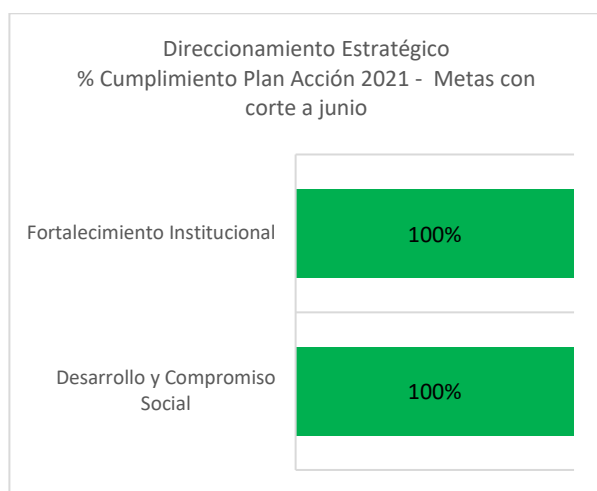 Direccionamiento Estratégico
% Cumplimiento Plan Acción 2021 - Metas con
corte a junio
Fortalecimiento Institucional
100%
Desarrollo y Compromiso
Social
100%